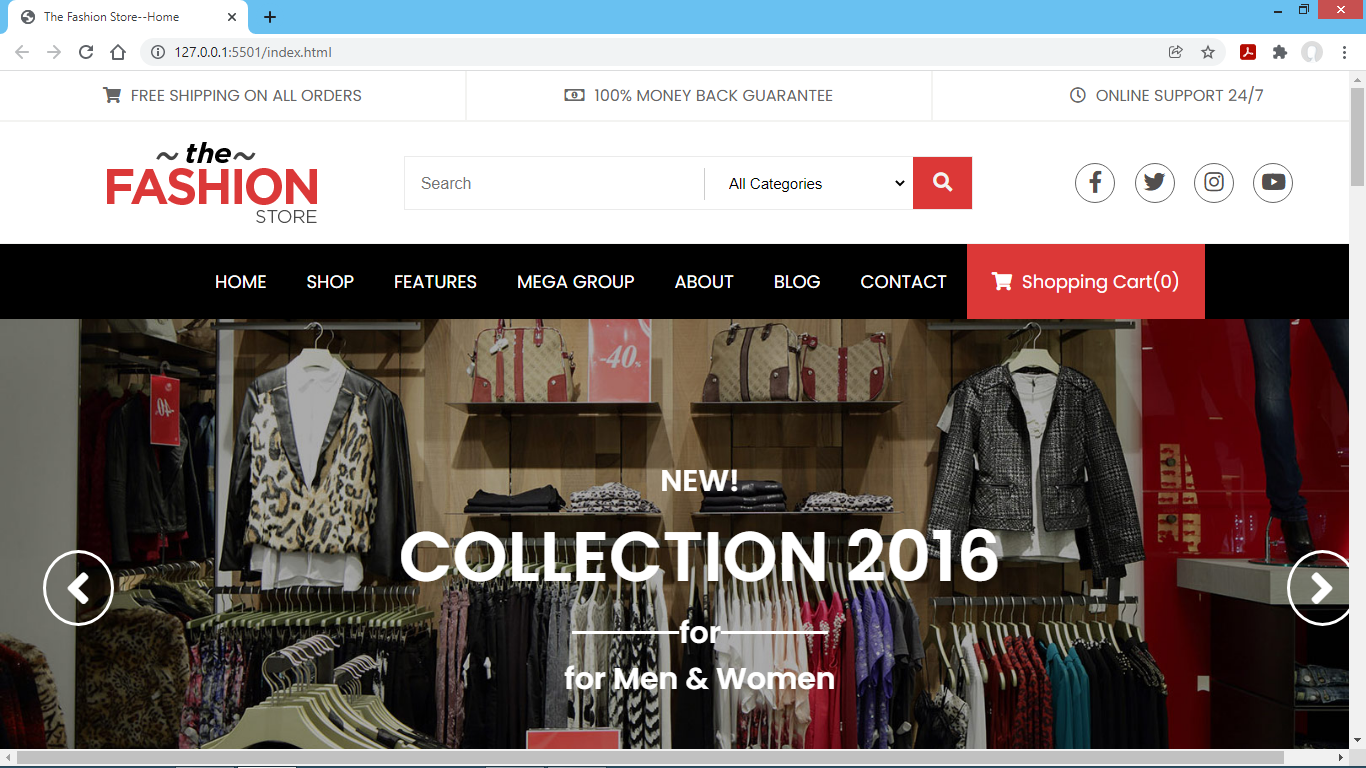 The Fashion Store--Home
127.0.0.1:5501/index.html
FREE SHIPPING ON ALL ORDERS
100% MONEY BACK GUARANTEE
ONLINE SUPPORT 24/7
~the~
FASHION
STORE
Search
All Categories
HOME
SHOP
FEATURES
MEGA GROUP
ABOUT
BLOG
CONTACT
Shopping Cart(0)
-40%
NEW!
COLLECTION 2016
for
for Men & Women